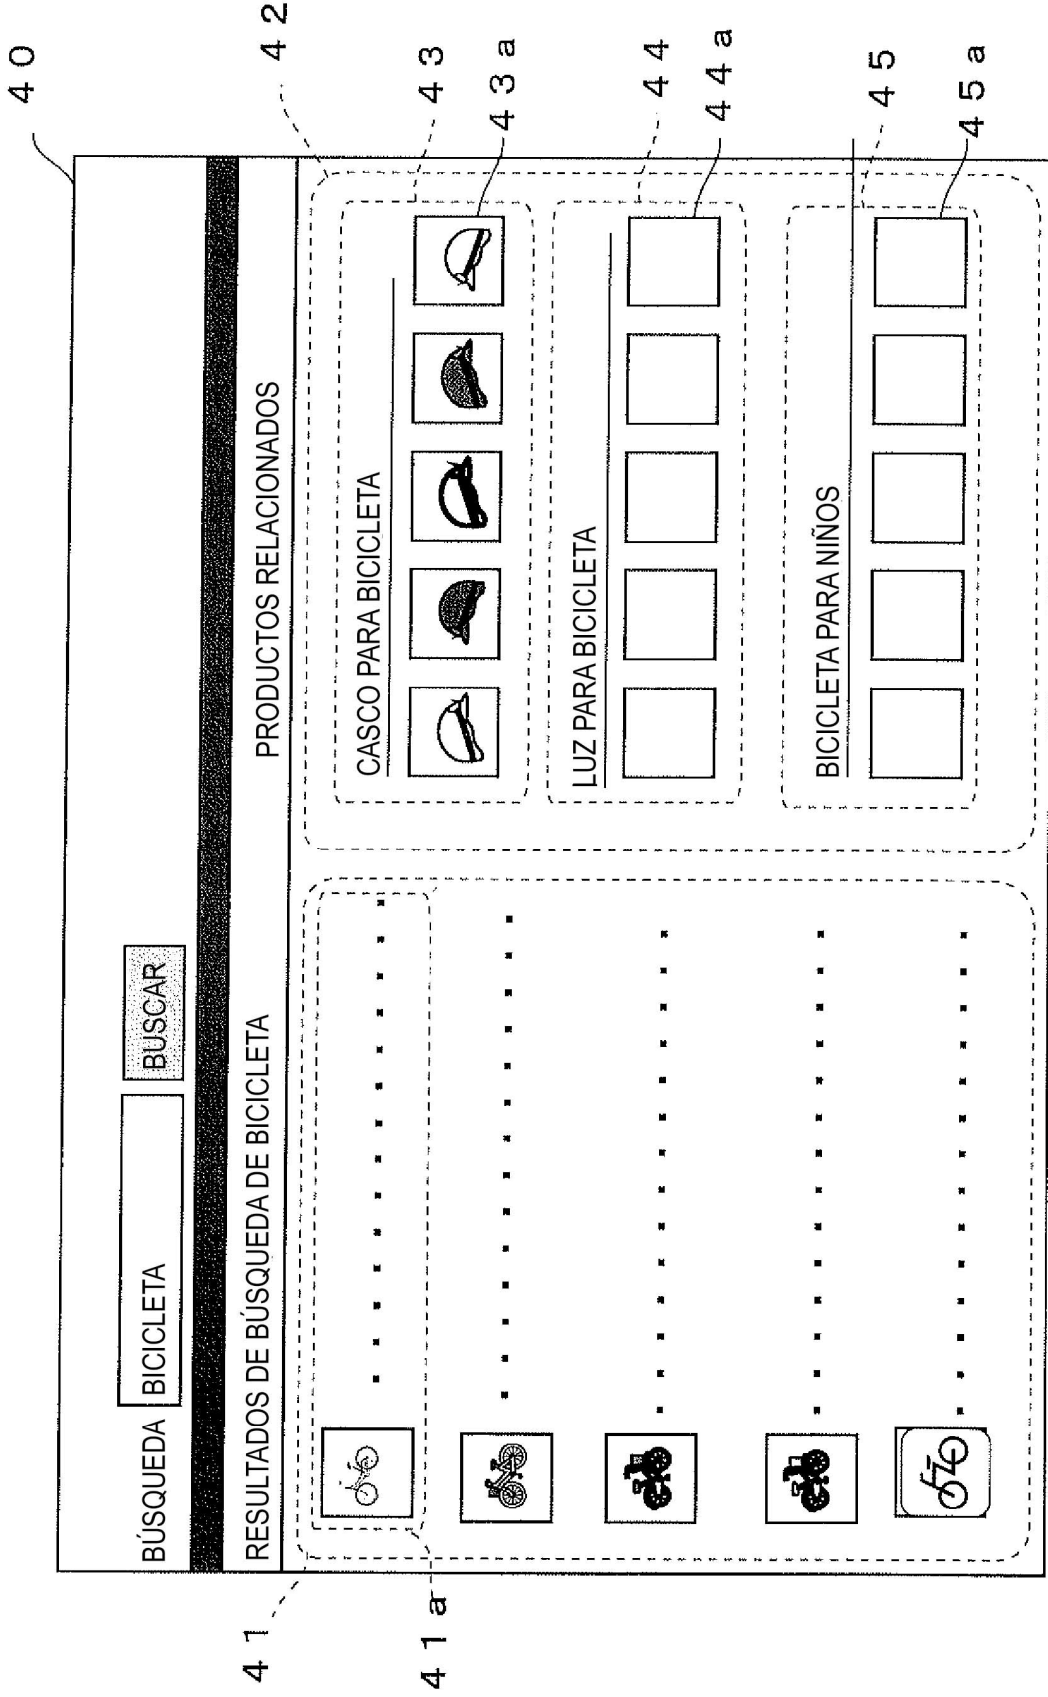 40
BÚSQUEDA BICICLETA BUSCAR
RESULTADOS DE BÚSQUEDA DE BICICLETA
PRODUCTOS RELACIONADOS
41
41a
42
CASCO PARA BICICLETA
43
43a
LUZ PARA BICICLETA
44
44a
BICICLETA PARA NIÑOS
45
45a